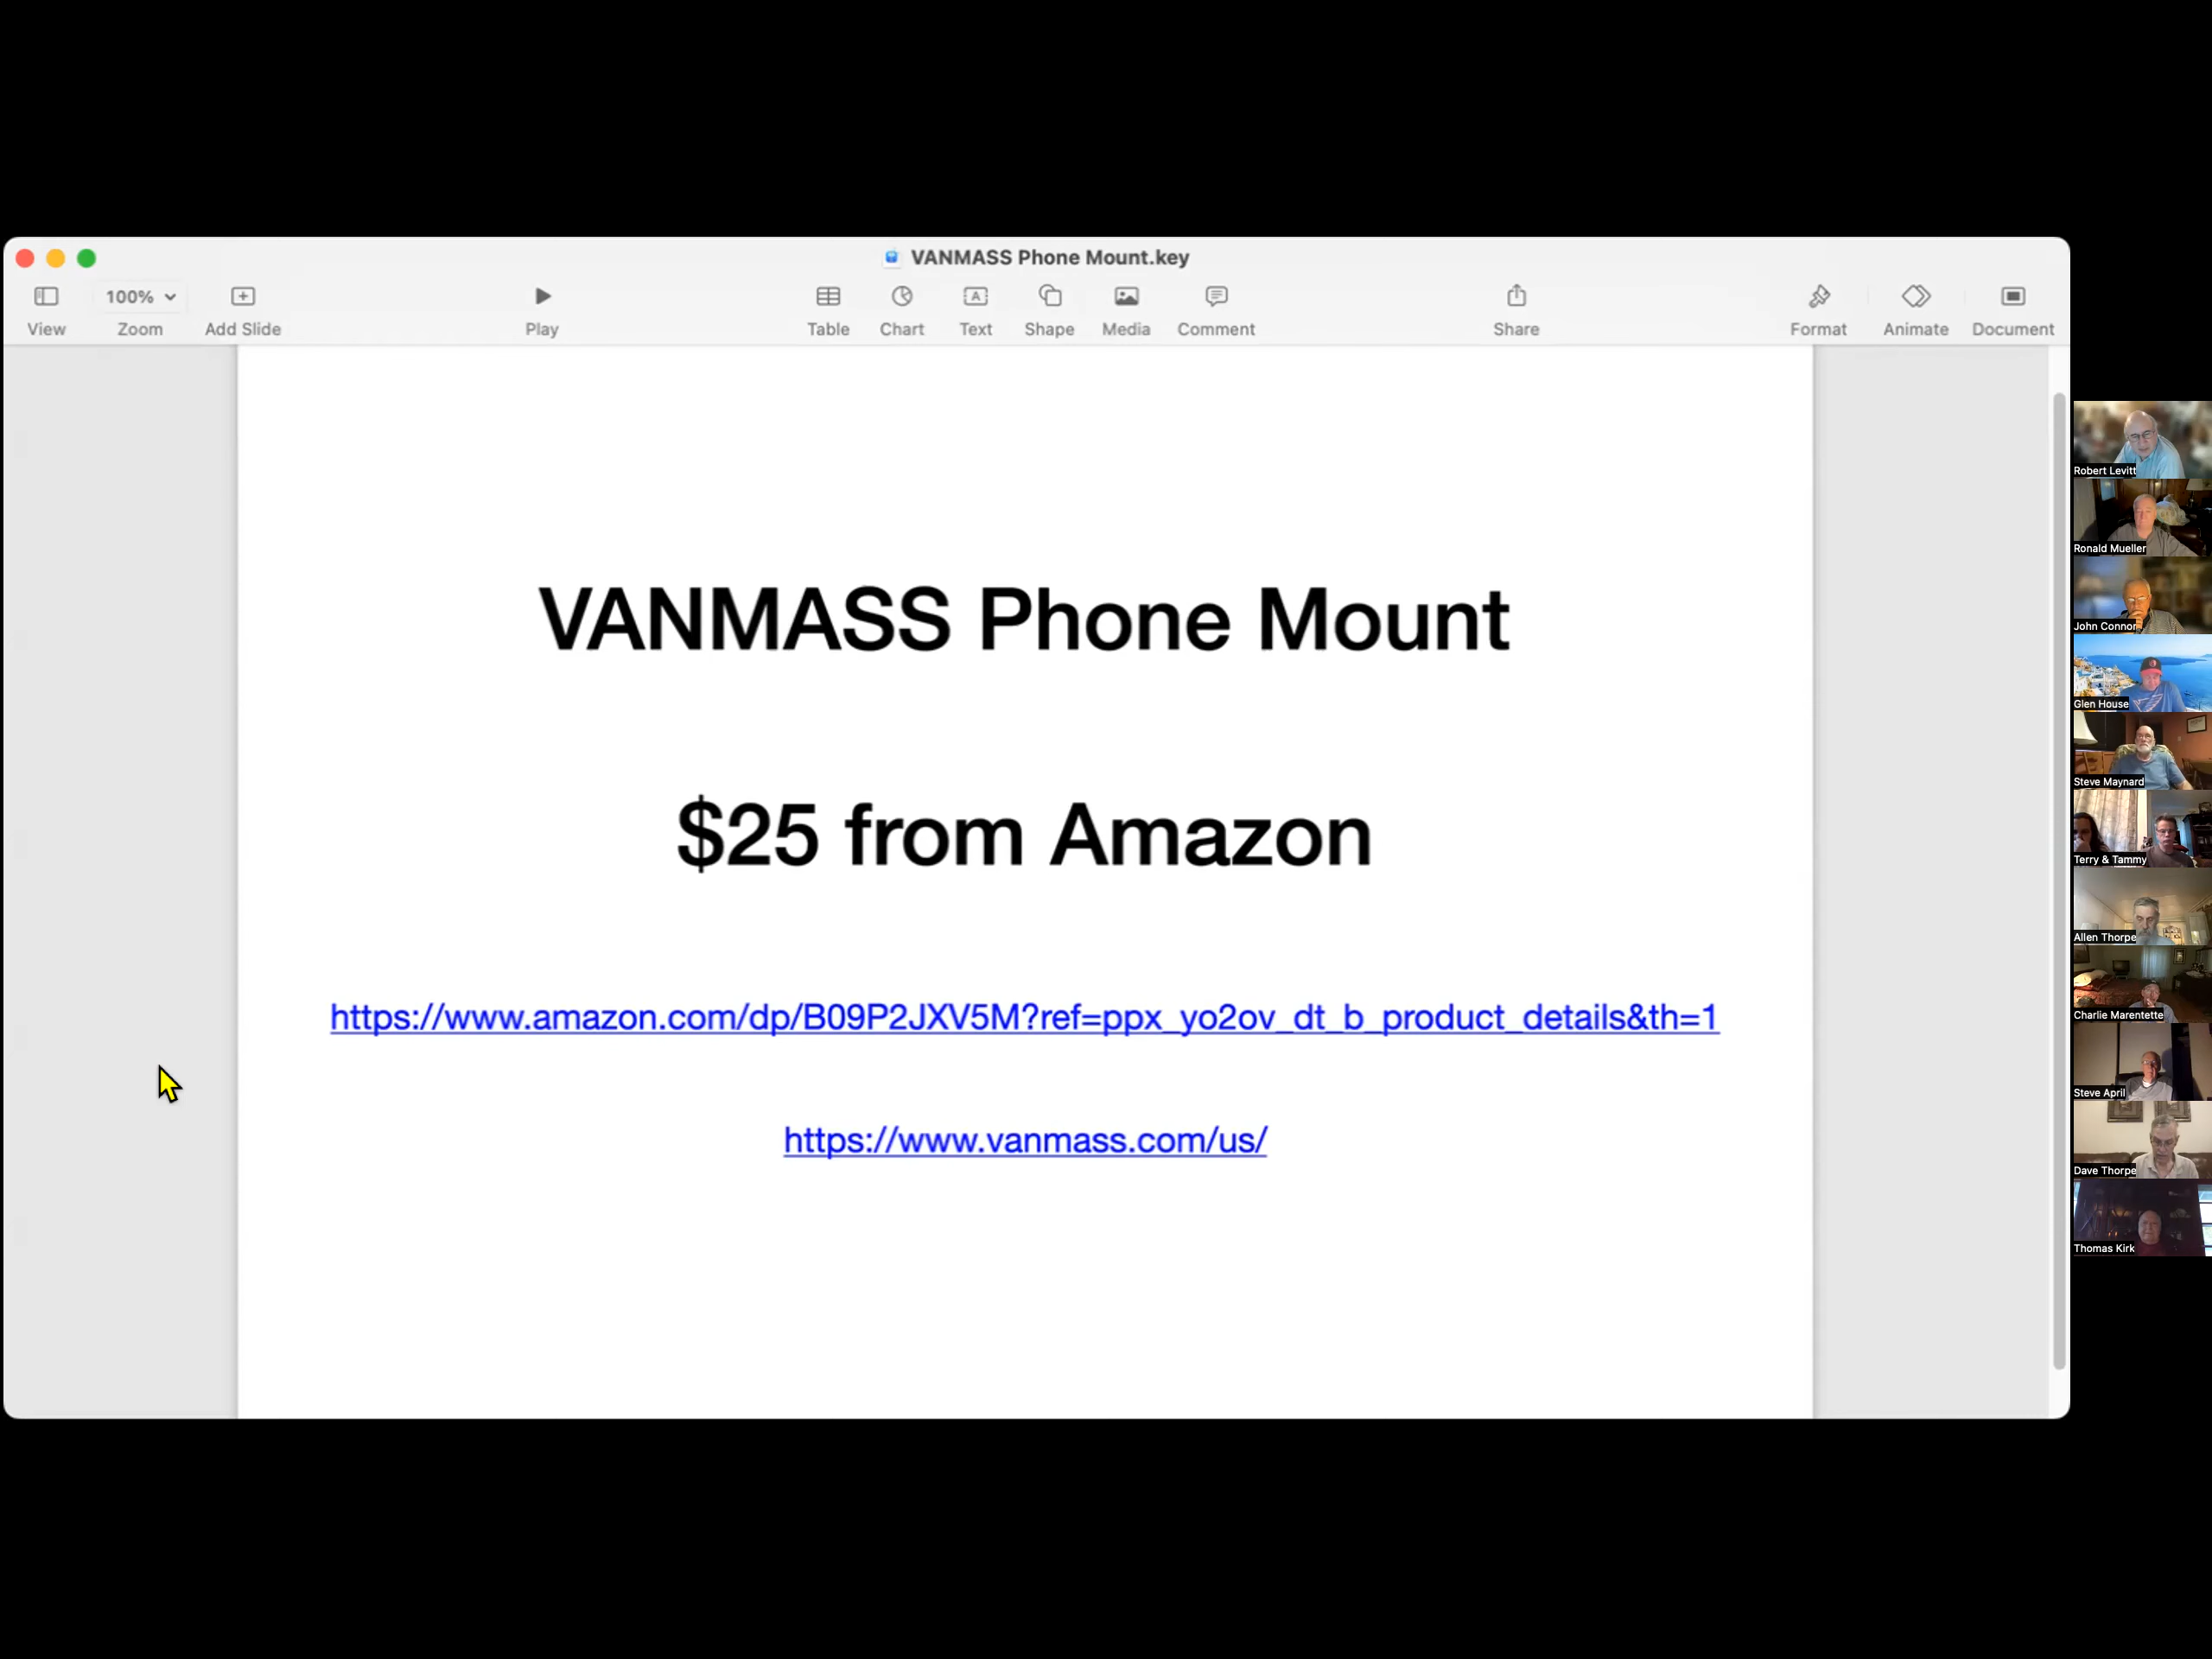 VANMASS Phone Mount.key
100%
View Zoom Add Slide Play Table Chart Text Shape Media Comment Share Format Animate Document
VANMASS Phone Mount
$25 from Amazon
https://www.amazon.com/dp/B09P2JXV5M?ref=ppx_yo2ov_dt_b_product_details&th=1
https://www.vanmass.com/us/
Robert Levitt
Ronald Mueller
John Connor
Glen House
Steve Maynard
Terry & Tammy
Allen Thorpe
Charlie Marentette
Steve April
Dave Thorpe
Thomas Kirk